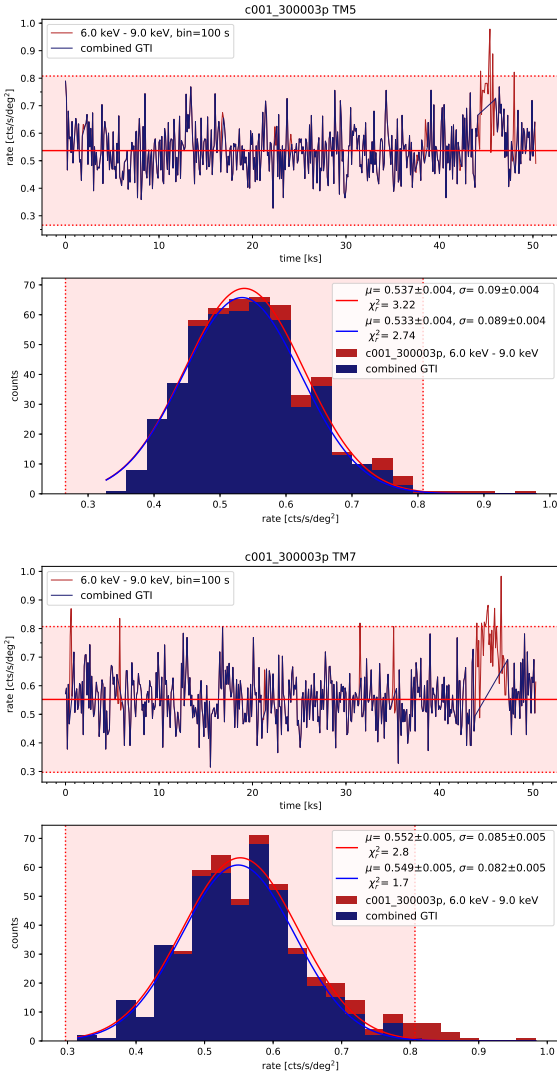 c001_300003p TM5
6.0 keV - 9.0 keV, bin=100 s
combined GTI
rate [cts/s/deg²]
1.0
0.9
0.8
0.7
0.6
0.5
0.4
0.3
0 10 20 30 40 50
time [ks]
μ= 0.537±0.004, σ= 0.09±0.004
χ²ᵣ= 3.22
μ= 0.533±0.004, σ= 0.089±0.004
χ²ᵣ= 2.74
c001_300003p, 6.0 keV - 9.0 keV
combined GTI
counts
70
60
50
40
30
20
10
0
0.3 0.4 0.5 0.6 0.7 0.8 0.9 1.0
rate [cts/s/deg²]
c001_300003p TM7
6.0 keV - 9.0 keV, bin=100 s
combined GTI
rate [cts/s/deg²]
1.0
0.9
0.8
0.7
0.6
0.5
0.4
0.3
0 10 20 30 40 50
time [ks]
μ= 0.552±0.005, σ= 0.085±0.005
χ²ᵣ= 2.8
μ= 0.549±0.005, σ= 0.082±0.005
χ²ᵣ= 1.7
c001_300003p, 6.0 keV - 9.0 keV
combined GTI
counts
70
60
50
40
30
20
10
0
0.3 0.4 0.5 0.6 0.7 0.8 0.9 1.0
rate [cts/s/deg²]